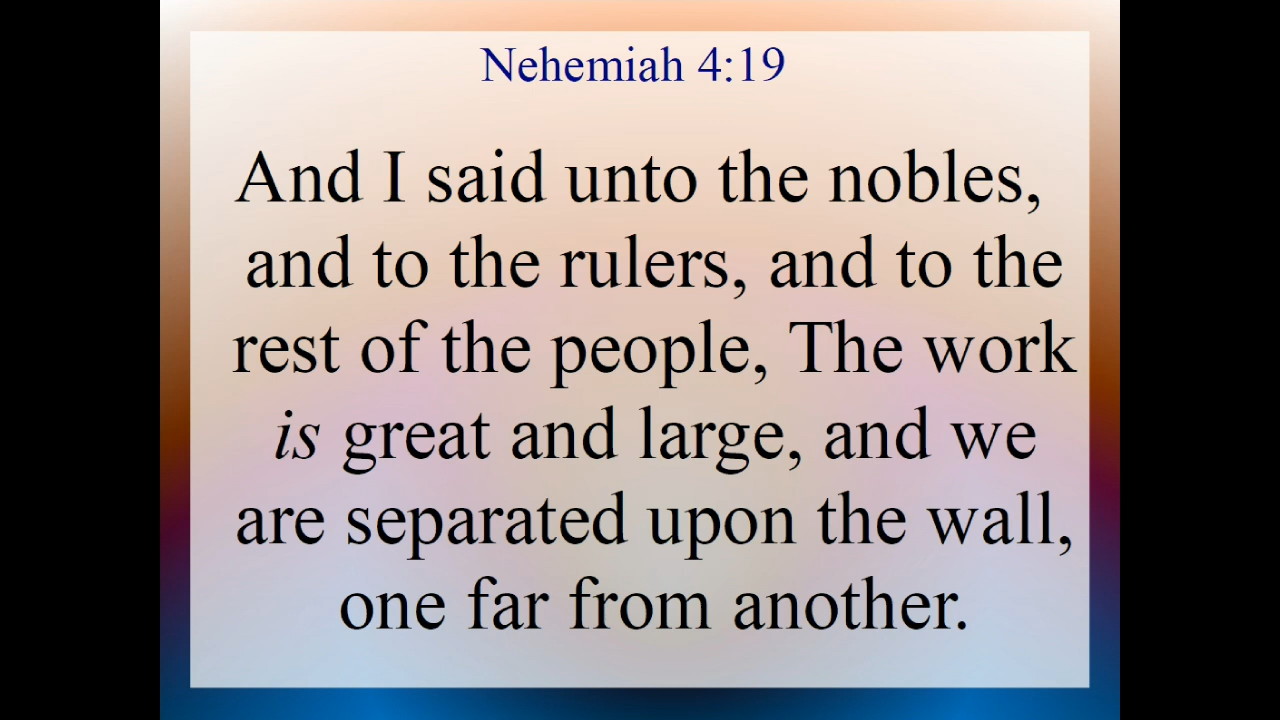 Nehemiah 4:19
And I said unto the nobles,
and to the rulers, and to the
rest of the people, The work
is great and large, and we
are separated upon the wall,
one far from another.